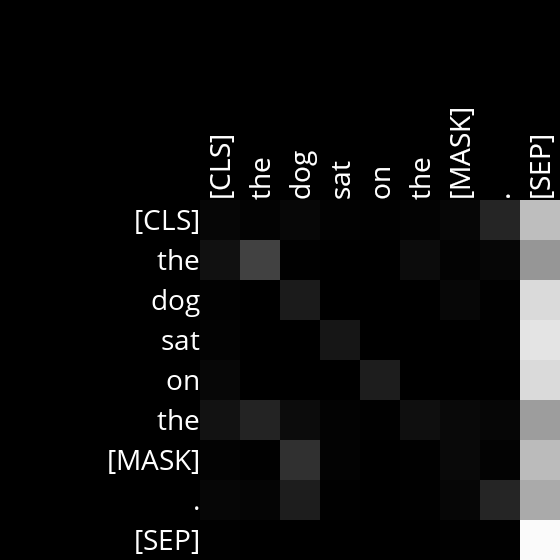 [CLS] the dog sat on the [MASK] . [SEP]
[CLS]
the
dog
sat
on
the
[MASK]
.
[SEP]